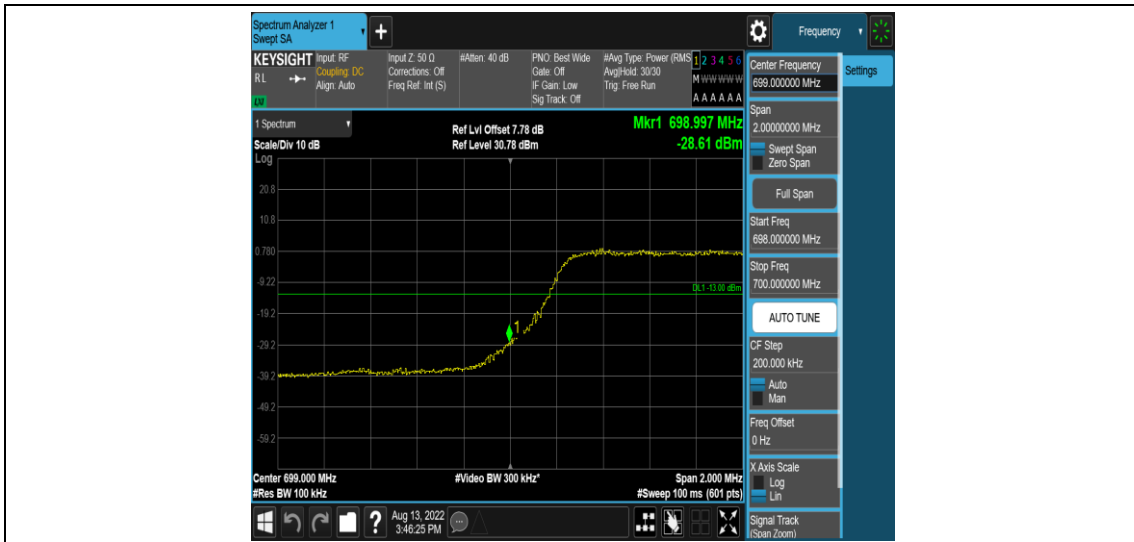 Spectrum Analyzer 1
Swept SA
+
Frequency
KEYSIGHT
RL
LXI
Input: RF
Coupling: DC
Align: Auto
Input Z: 50 Ω
Corrections: Off
Freq Ref: Int (S)
#Atten: 40 dB
PNO: Best Wide
Gate: Off
IF Gain: Low
Sig Track: Off
#Avg Type: Power (RMS
Avg|Hold: 30/30
Trig: Free Run
1 2 3 4 5 6
M W W W W W
A A A A A A
1 Spectrum
Scale/Div 10 dB
Log
Ref Lvl Offset 7.78 dB
Ref Level 30.78 dBm
Mkr1 698.997 MHz
-28.61 dBm
20.8
10.8
0.780
-9.22
-19.2
-29.2
-39.2
-49.2
-59.2
DL1 -13.00 dBm
1
Center 699.000 MHz
#Res BW 100 kHz
#Video BW 300 kHz*
Span 2.000 MHz
#Sweep 100 ms (601 pts)
Center Frequency
699.000000 MHz
Settings
Span
2.00000000 MHz
Swept Span
Zero Span
Full Span
Start Freq
698.000000 MHz
Stop Freq
700.000000 MHz
AUTO TUNE
CF Step
200.000 kHz
Auto
Man
Freq Offset
0 Hz
X Axis Scale
Log
Lin
Signal Track
(Span Zoom)
?
Aug 13, 2022
3:46:25 PM